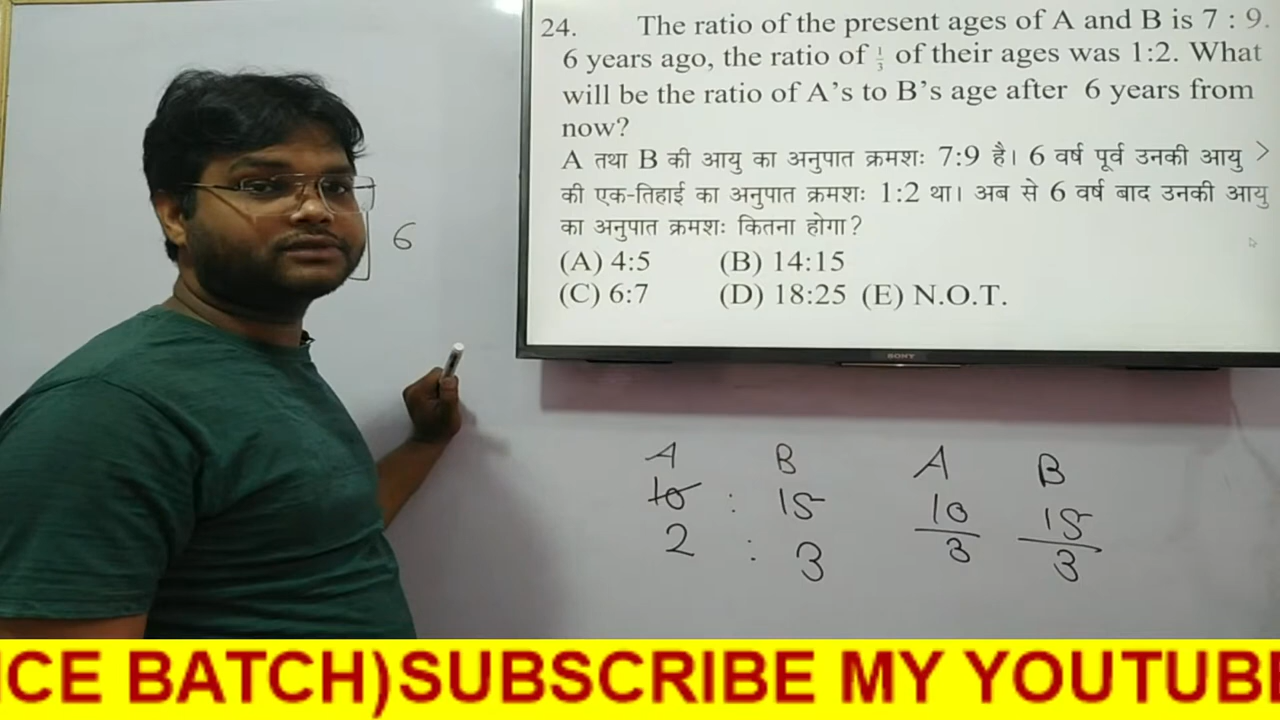 24. The ratio of the present ages of A and B is 7 : 9.
6 years ago, the ratio of 1/3 of their ages was 1:2. What
will be the ratio of A's to B's age after 6 years from
now?
A तथा B की आयु का अनुपात क्रमशः 7:9 है। 6 वर्ष पूर्व उनकी आयु >
की एक-तिहाई का अनुपात क्रमशः 1:2 था। अब से 6 वर्ष बाद उनकी आयु
का अनुपात क्रमशः कितना होगा?
(A) 4:5 (B) 14:15
(C) 6:7 (D) 18:25 (E) N.O.T.
SONY
6
A B A B
10 : 15 10/3 15/3
2 : 3
ICE BATCH)SUBSCRIBE MY YOUTUBE